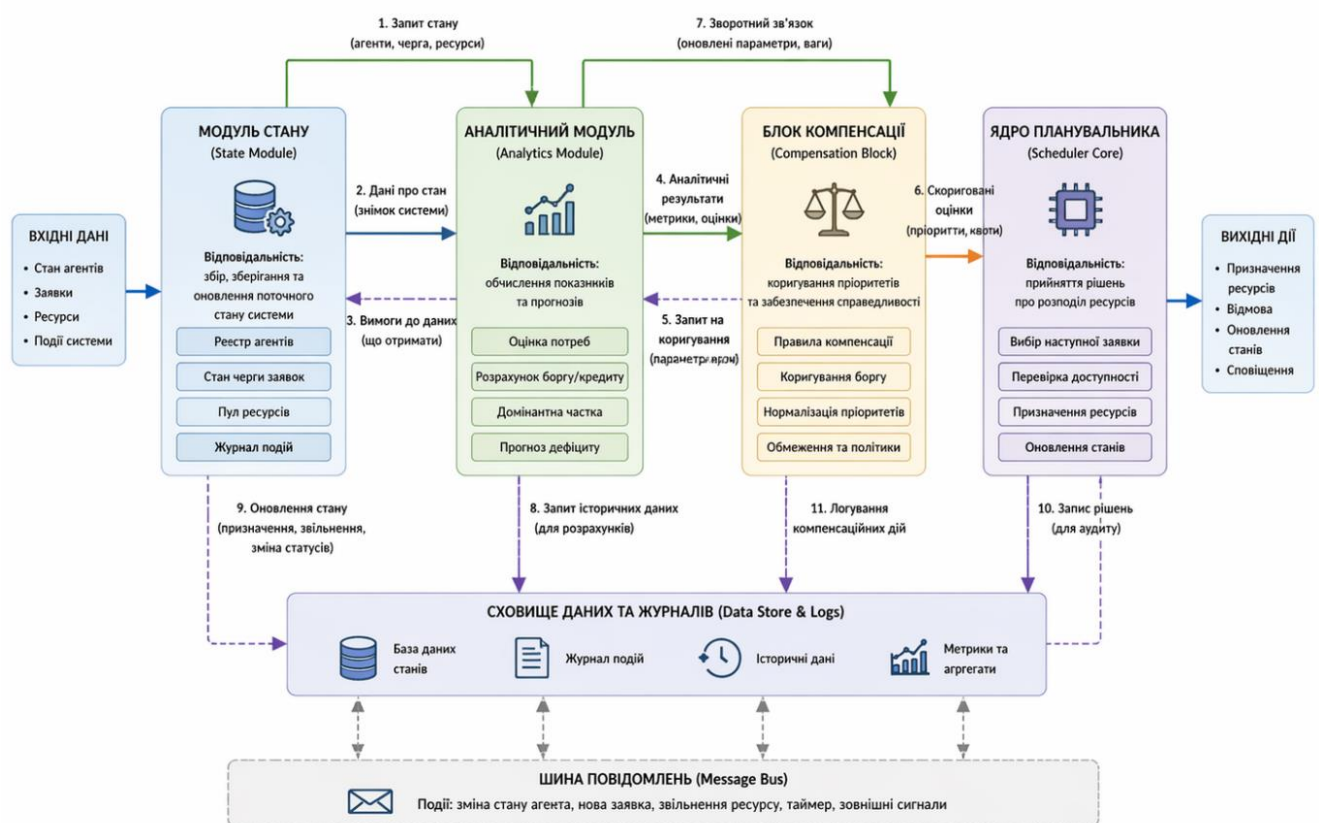 1. Запит стану
(агенти, черга, ресурси)
7. Зворотний зв'язок
(оновлені параметри, ваги)
ВХІДНІ ДАНІ
• Стан агентів
• Заявки
• Ресурси
• Події системи
МОДУЛЬ СТАНУ
(State Module)
Відповідальність:
збір, зберігання та
оновлення поточного
стану системи
Реєстр агентів
Стан черги заявок
Пул ресурсів
Журнал подій
2. Дані про стан
(знімок системи)
3. Вимоги до даних
(що отримати)
АНАЛІТИЧНИЙ МОДУЛЬ
(Analytics Module)
Відповідальність:
обчислення показників
та прогнозів
Оцінка потреб
Розрахунок боргу/кредиту
Домінантна частка
Прогноз дефіциту
4. Аналітичні
результати
(метрики, оцінки)
5. Запит на
коригування
БЛОК КОМПЕНСАЦІЇ
(Compensation Block)
Відповідальність:
коригування пріоритетів
та забезпечення справедливості
Правила компенсації
Коригування боргу
Нормалізація пріоритетів
Обмеження та політики
6. Скориговані
оцінки
(пріоритти, квоти)
ЯДРО ПЛАНУВАЛЬНИКА
(Scheduler Core)
Відповідальність:
прийняття рішень
про розподіл ресурсів
Вибір наступної заявки
Перевірка доступності
Призначення ресурсів
Оновлення станів
ВИХІДНІ ДІЇ
• Призначення
ресурсів
• Відмова
• Оновлення
станів
• Сповіщення
9. Оновлення стану
(призначення, звільнення,
зміна статусів)
8. Запит історичних даних
(для розрахунків)
11. Логування
компенсаційних дій
10. Запис рішень
(для аудиту)
СХОВИЩЕ ДАНИХ ТА ЖУРНАЛІВ (Data Store & Logs)
База даних
станів
Журнал подій
Історичні дані
Метрики та
агрегати
ШИНА ПОВІДОМЛЕНЬ (Message Bus)
Події: зміна стану агента, нова заявка, звільнення ресурсу, таймер, зовнішні сигнали